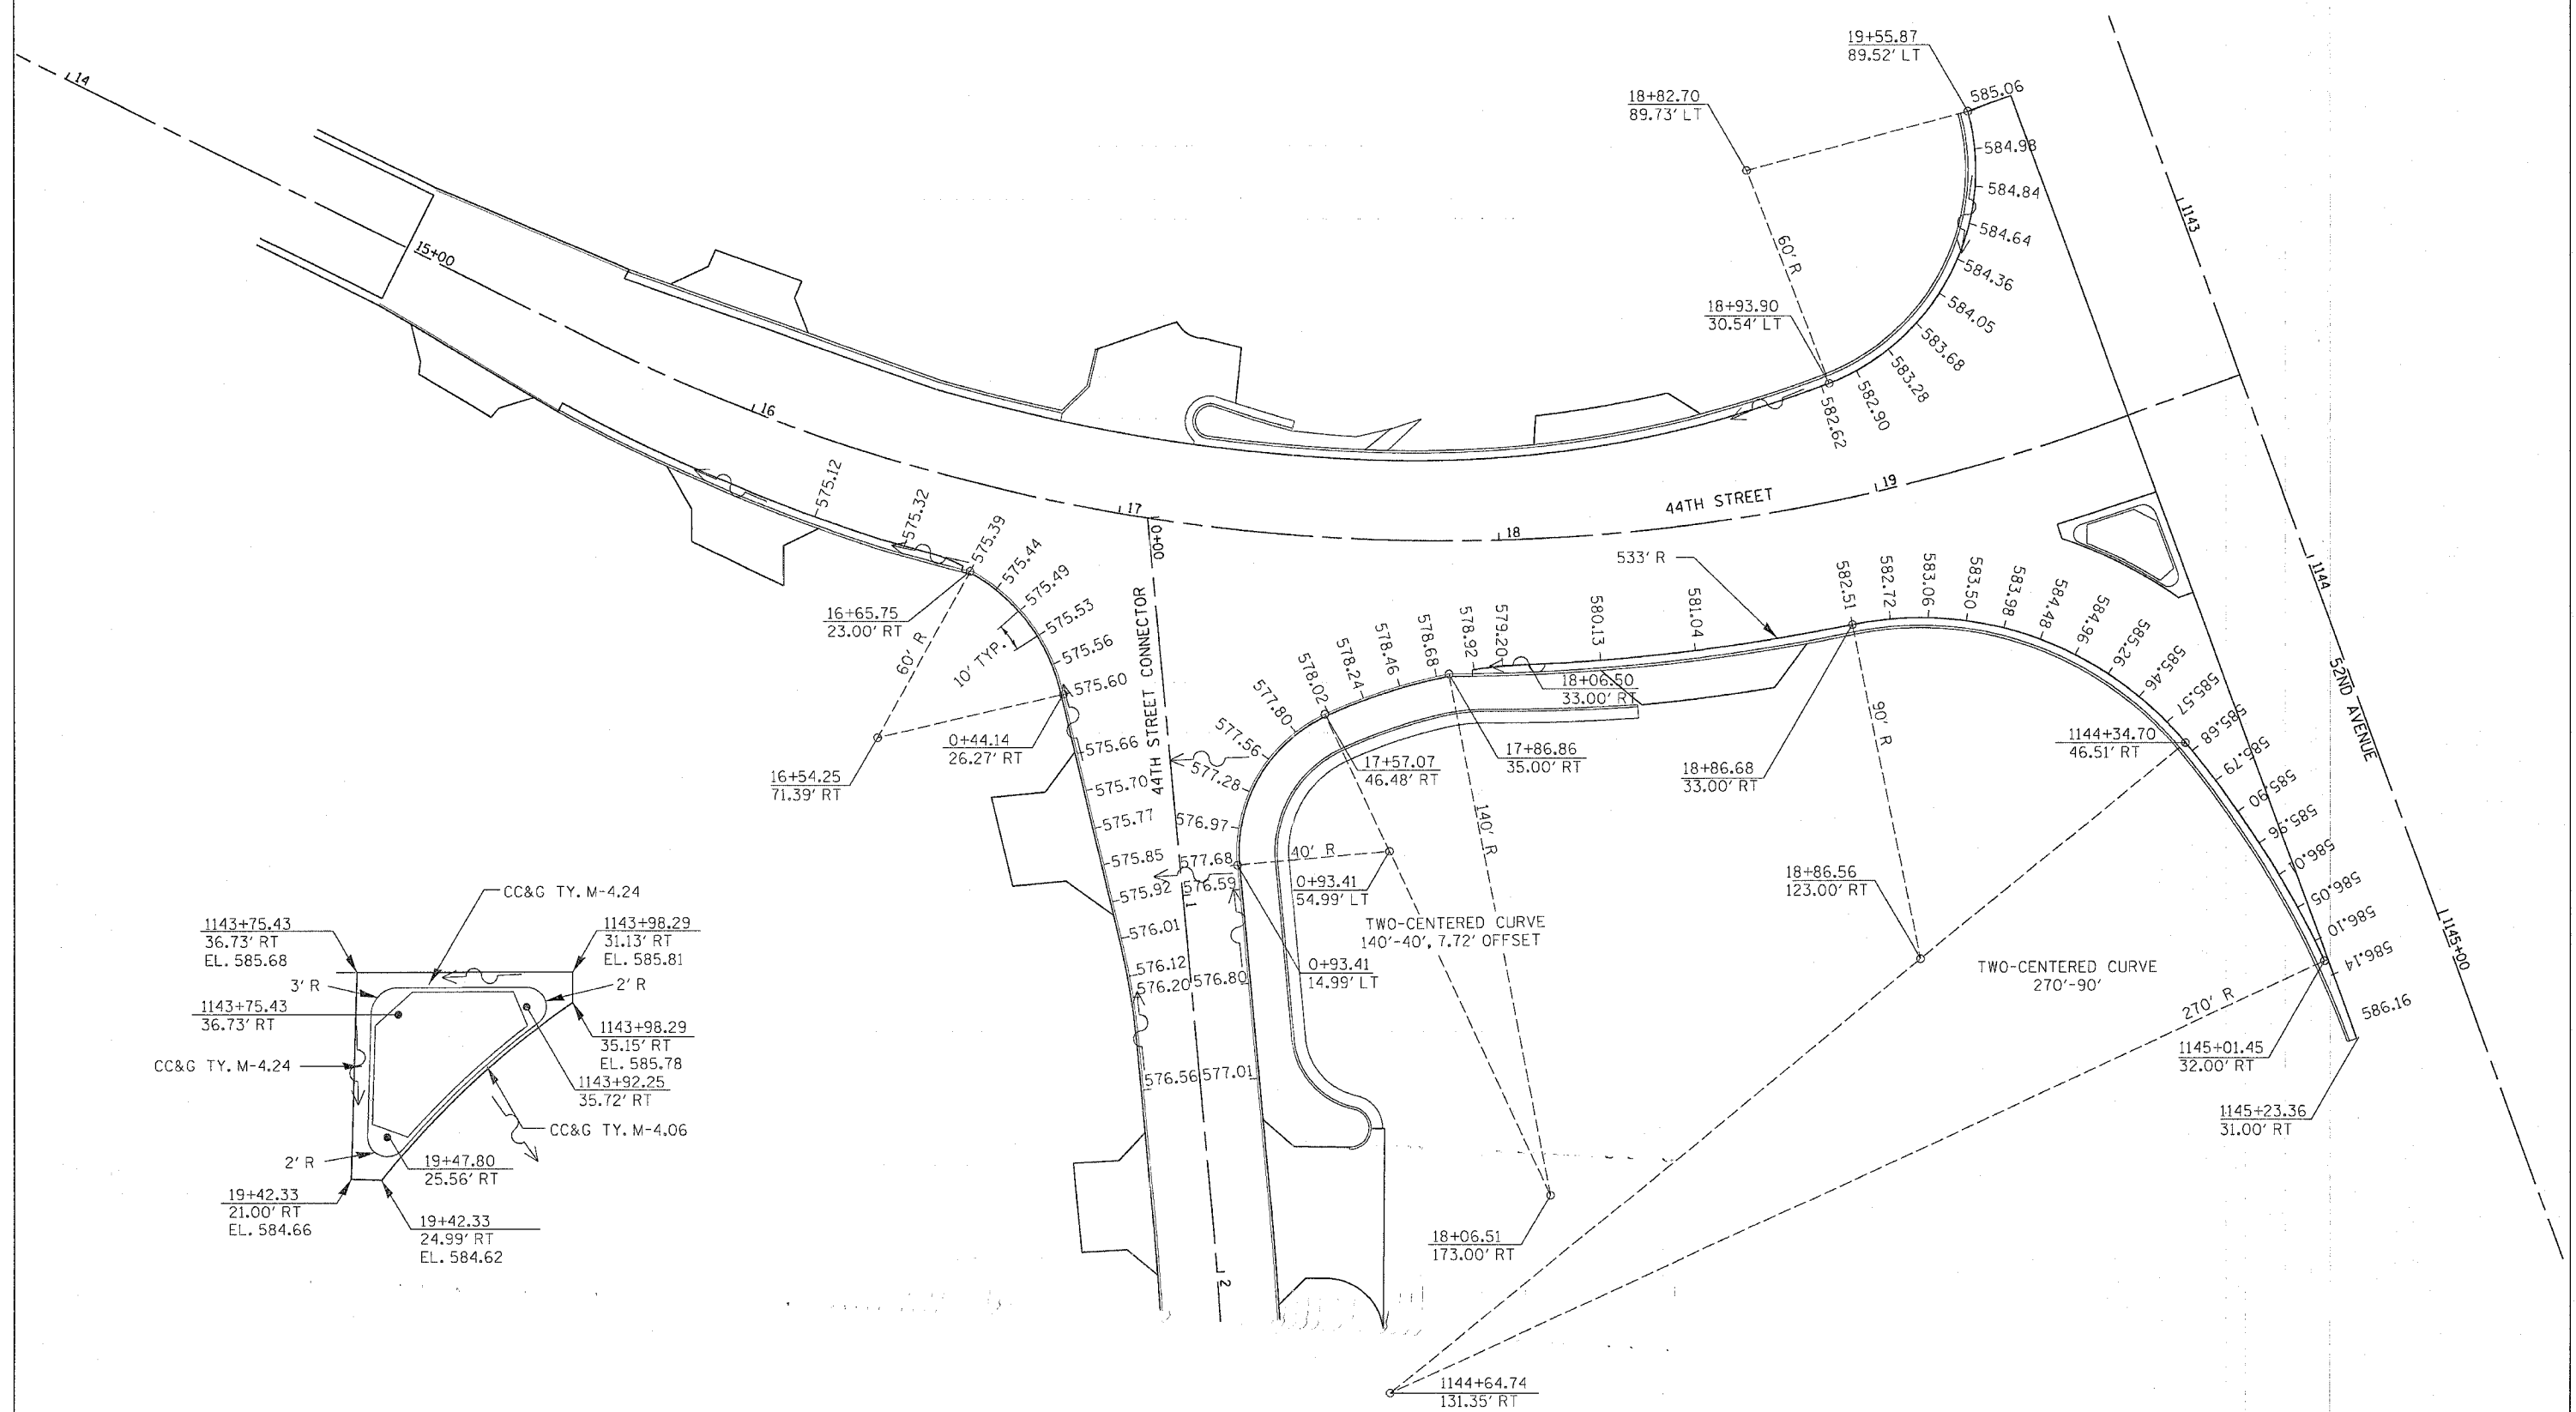 14
15+00
16
17
18
19
1143
1144
1145+00
19+55.87
89.52' LT
18+82.70
89.73' LT
60' R
18+93.90
30.54' LT
585.06
584.98
584.84
584.64
584.36
584.05
583.68
583.28
582.90
582.62
44TH STREET
52ND AVENUE
533' R
575.12
575.32
575.39
575.44
575.49
575.53
575.56
575.60
575.66
575.70
575.77
575.85
575.92
576.01
576.12
576.20
576.56
16+65.75
23.00' RT
60' R
10' TYP.
0+44.14
26.27' RT
16+54.25
71.39' RT
0+00
44TH STREET CONNECTOR
1
2
577.01
576.80
576.59
577.68
576.97
577.28
577.56
577.80
578.02
578.24
578.46
578.68
578.92
579.20
580.13
581.04
582.51
582.72
583.06
583.50
583.98
584.48
584.96
585.26
585.46
585.57
585.68
585.79
585.90
585.96
586.01
586.05
586.10
586.14
586.16
18+06.50
33.00' RT
17+86.86
35.00' RT
17+57.07
46.48' RT
18+86.68
33.00' RT
90' R
1144+34.70
46.51' RT
40' R
140' R
0+93.41
54.99' LT
TWO-CENTERED CURVE
140'-40', 7.72' OFFSET
0+93.41
14.99' LT
18+86.56
123.00' RT
TWO-CENTERED CURVE
270'-90'
270' R
1145+01.45
32.00' RT
1145+23.36
31.00' RT
18+06.51
173.00' RT
1144+64.74
131.35' RT
CC&G TY. M-4.24
1143+75.43
36.73' RT
EL. 585.68
1143+98.29
31.13' RT
EL. 585.81
3' R
2' R
1143+75.43
36.73' RT
1143+98.29
35.15' RT
EL. 585.78
CC&G TY. M-4.24
1143+92.25
35.72' RT
CC&G TY. M-4.06
2' R
19+47.80
25.56' RT
19+42.33
21.00' RT
EL. 584.66
19+42.33
24.99' RT
EL. 584.62